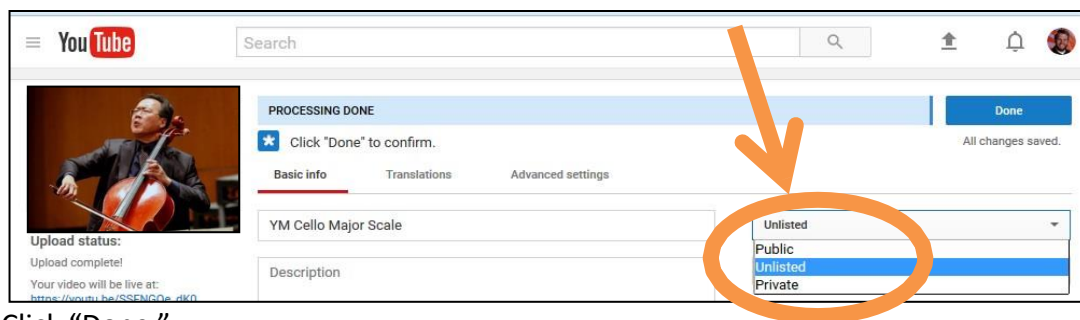 YouTube
Search
PROCESSING DONE
Done
Click "Done" to confirm.
All changes saved.
Basic info Translations Advanced settings
YM Cello Major Scale
Unlisted
Public
Unlisted
Private
Description
Upload status:
Upload complete!
Your video will be live at:
Click "Done."